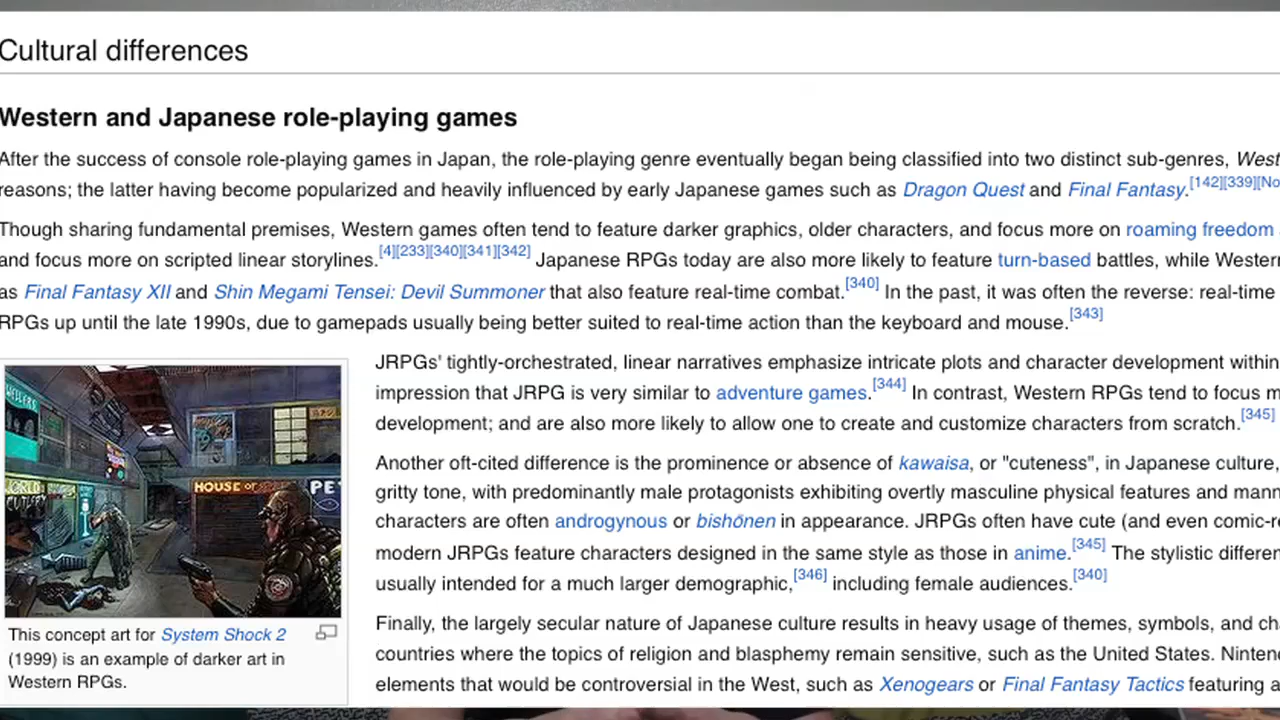 Cultural differences
Western and Japanese role-playing games
After the success of console role-playing games in Japan, the role-playing genre eventually began being classified into two distinct sub-genres, West
reasons; the latter having become popularized and heavily influenced by early Japanese games such as Dragon Quest and Final Fantasy.[142][339][No
Though sharing fundamental premises, Western games often tend to feature darker graphics, older characters, and focus more on roaming freedom
and focus more on scripted linear storylines.[4][233][340][341][342] Japanese RPGs today are also more likely to feature turn-based battles, while Western
as Final Fantasy XII and Shin Megami Tensei: Devil Summoner that also feature real-time combat.[340] In the past, it was often the reverse: real-time
RPGs up until the late 1990s, due to gamepads usually being better suited to real-time action than the keyboard and mouse.[343]
JRPGs' tightly-orchestrated, linear narratives emphasize intricate plots and character development within
impression that JRPG is very similar to adventure games.[344] In contrast, Western RPGs tend to focus m
development; and are also more likely to allow one to create and customize characters from scratch.[345]
Another oft-cited difference is the prominence or absence of kawaisa, or "cuteness", in Japanese culture,
gritty tone, with predominantly male protagonists exhibiting overtly masculine physical features and mann
characters are often androgynous or bishōnen in appearance. JRPGs often have cute (and even comic-re
modern JRPGs feature characters designed in the same style as those in anime.[345] The stylistic differen
usually intended for a much larger demographic,[346] including female audiences.[340]
Finally, the largely secular nature of Japanese culture results in heavy usage of themes, symbols, and cha
countries where the topics of religion and blasphemy remain sensitive, such as the United States. Ninten
elements that would be controversial in the West, such as Xenogears or Final Fantasy Tactics featuring a
HOUSE OF
PE
This concept art for System Shock 2
(1999) is an example of darker art in
Western RPGs.